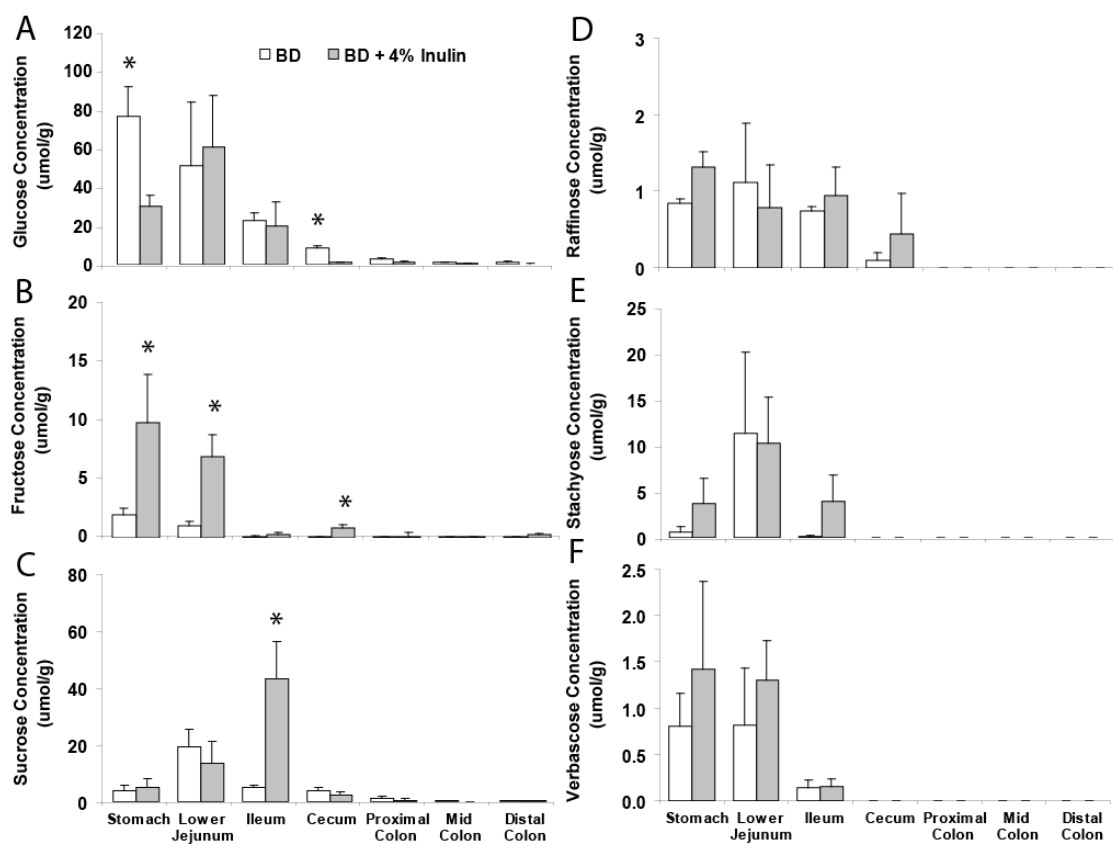 A
BD
BD + 4% Inulin
Glucose Concentration
(umol/g)
120
100
80
60
40
20
0
*
*
B
Fructose Concentration
(umol/g)
20
15
10
5
0
*
*
*
C
Sucrose Concentration
(umol/g)
80
60
40
20
0
*
Stomach
Lower
Jejunum
Ileum
Cecum
Proximal
Colon
Mid
Colon
Distal
Colon
D
Raffinose Concentration
(umol/g)
3
2
1
0
E
Stachyose Concentration
(umol/g)
25
20
15
10
5
0
F
Verbascose Concentration
(umol/g)
2.5
2.0
1.5
1.0
0.5
0.0
Stomach
Lower
Jejunum
Ileum
Cecum
Proximal
Colon
Mid
Colon
Distal
Colon